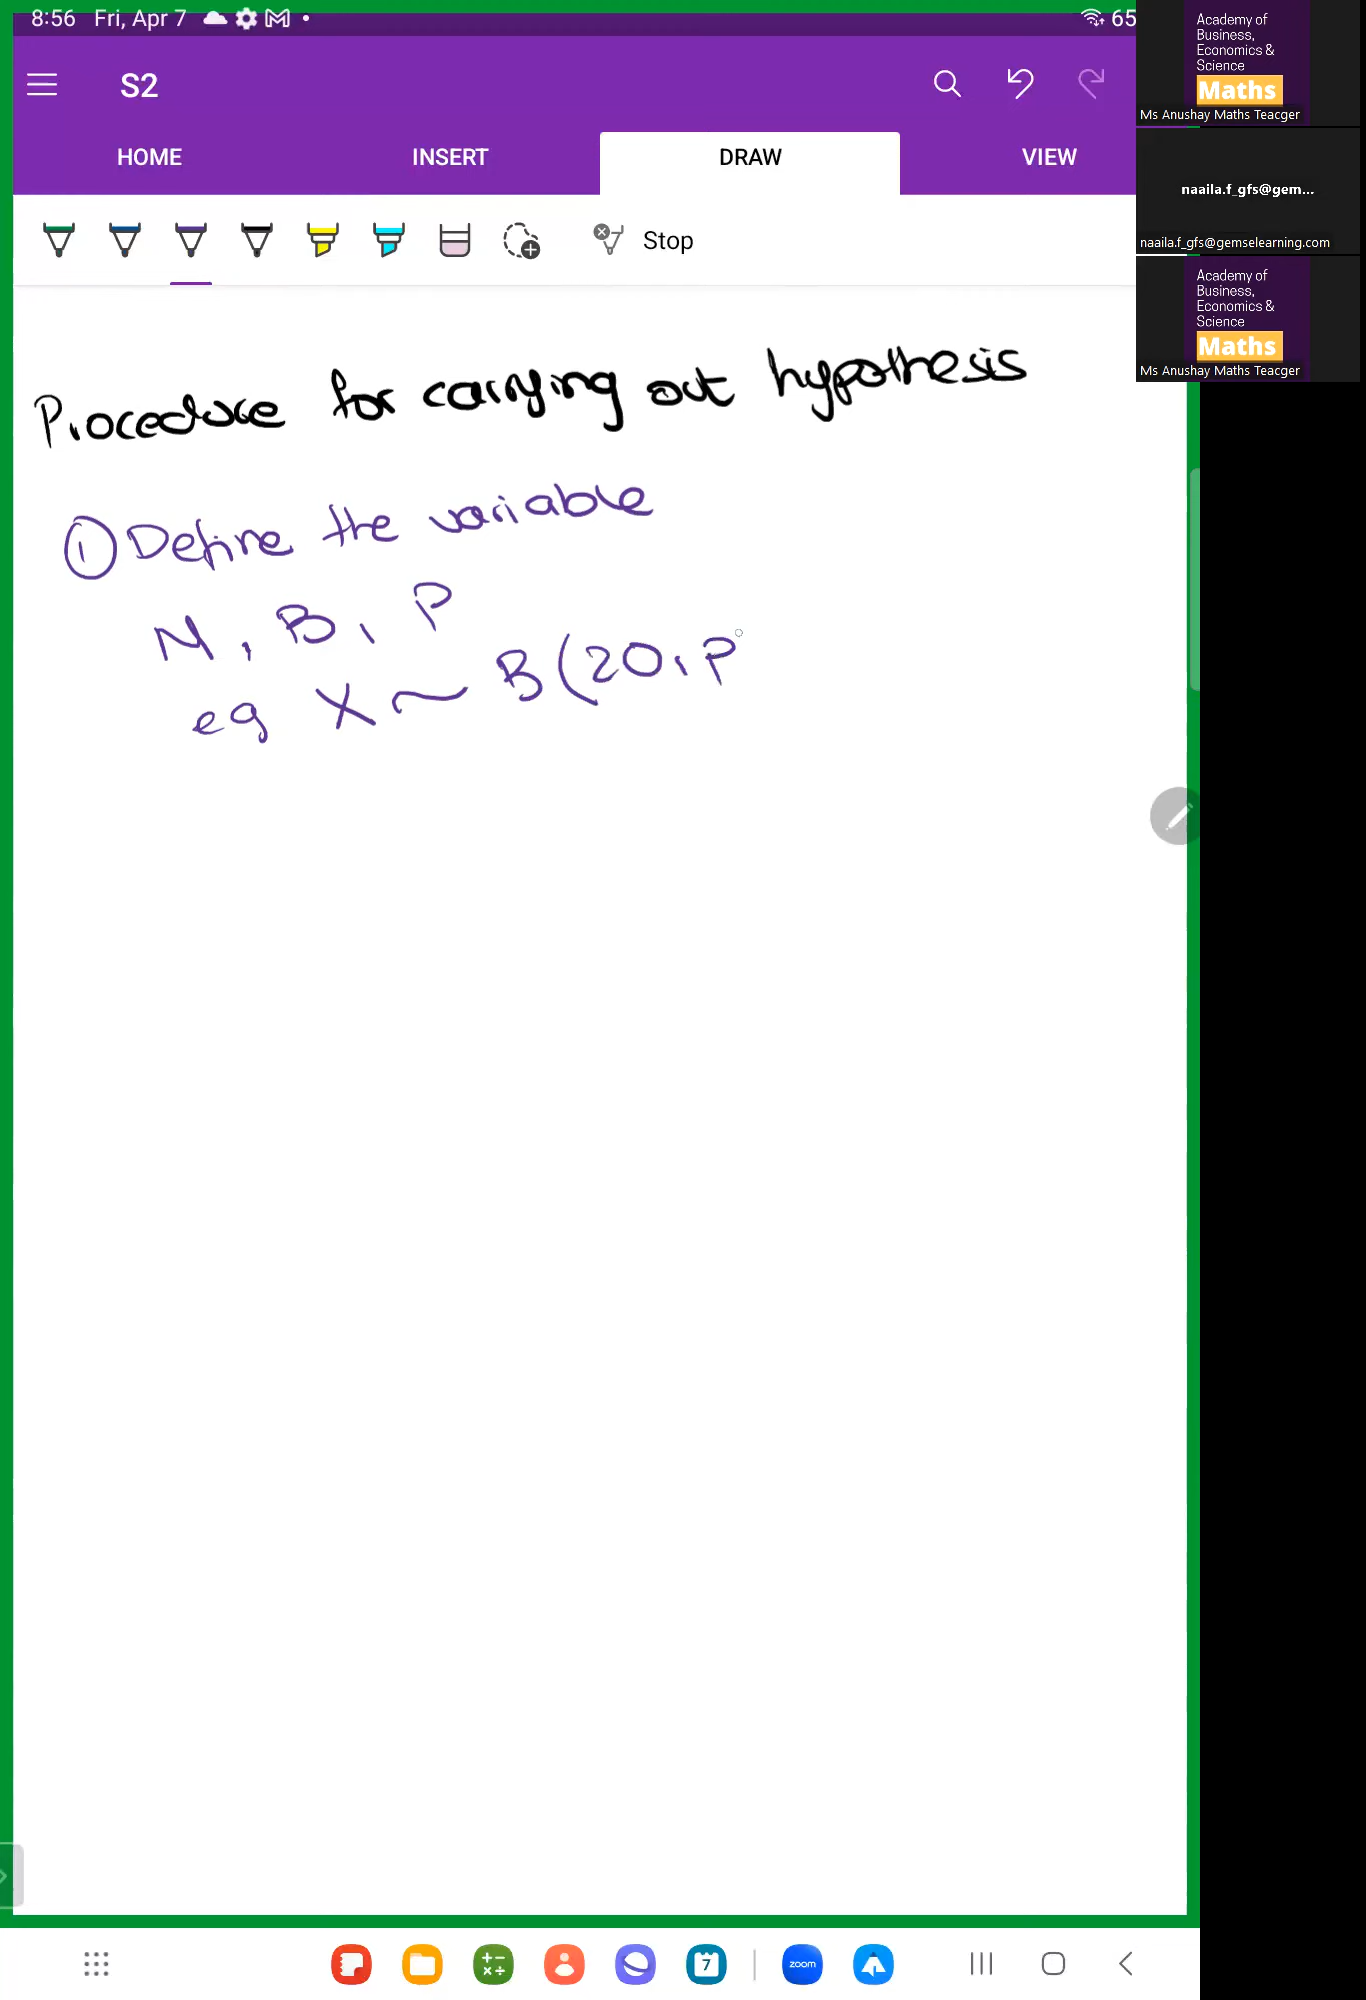 8:56 Fri, Apr 7
65
S2
HOME INSERT DRAW VIEW
Stop
Procedure for carrying out hypothesis
① Define the variable
N, B, P
eg X ~ B(20, P
Academy of
Business,
Economics &
Science
Maths
Ms Anushay Maths Teacger
naaila.f_gfs@gem...
naaila.f_gfs@gemselearning.com
Academy of
Business,
Economics &
Science
Maths
Ms Anushay Maths Teacger
7
zoom